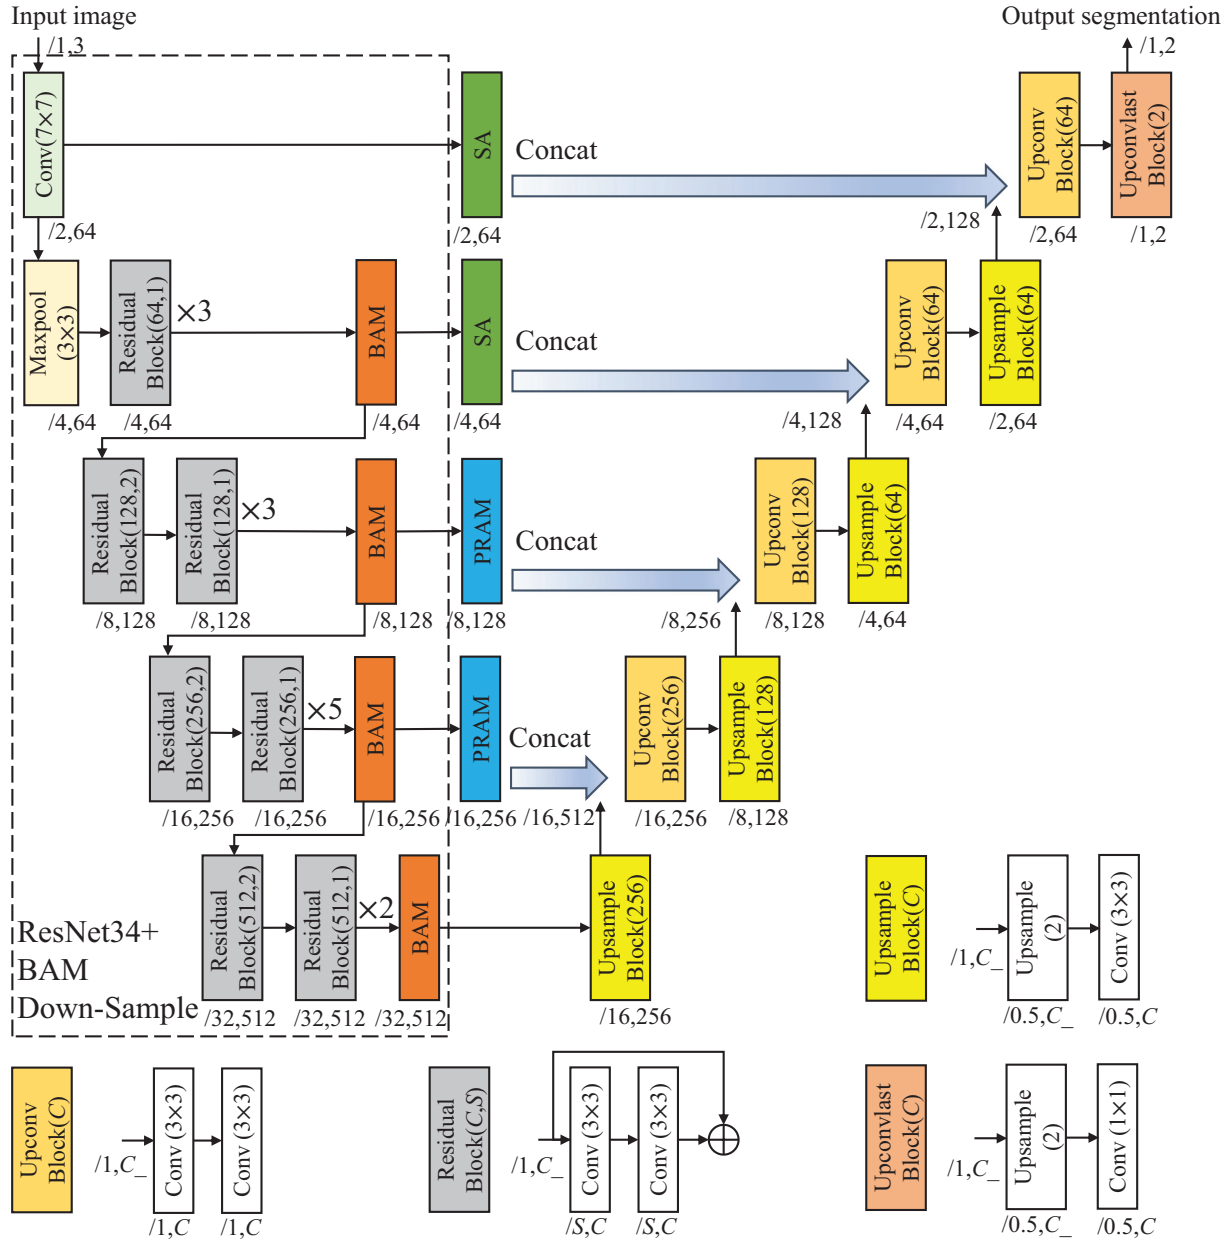 Input image
Output segmentation
/1,3
/1,2
Conv(7×7)
SA
Concat
Upconv
Block(64)
Upconvlast
Block(2)
/2,64
/2,64
/2,128
/2,64
/1,2
Maxpool
(3×3)
Residual
Block(64,1)
×3
BAM
SA
Concat
Upconv
Block(64)
Upsample
Block(64)
/4,64
/4,64
/4,64
/4,64
/4,128
/4,64
/2,64
Residual
Block(128,2)
Residual
Block(128,1)
×3
BAM
PRAM
Concat
Upconv
Block(128)
Upsample
Block(64)
/8,128
/8,128
/8,128
/8,128
/8,256
/8,128
/4,64
Residual
Block(256,2)
Residual
Block(256,1)
×5
BAM
PRAM
Concat
Upconv
Block(256)
Upsample
Block(128)
/16,256
/16,256
/16,256
/16,256
/16,512
/16,256
/8,128
ResNet34+
BAM
Down-Sample
Residual
Block(512,2)
Residual
Block(512,1)
×2
BAM
Upsample
Block(256)
/32,512
/32,512
/32,512
/16,256
Upsample
Block(C)
/1,C_
Upsample
(2)
Conv (3×3)
/0.5,C_
/0.5,C
Upconv
Block(C)
/1,C_
Conv (3×3)
Conv (3×3)
/1,C
/1,C
Residual
Block(C,S)
/1,C_
Conv (3×3)
Conv (3×3)
/S,C
/S,C
Upconvlast
Block(C)
/1,C_
Upsample
(2)
Conv (1×1)
/0.5,C_
/0.5,C